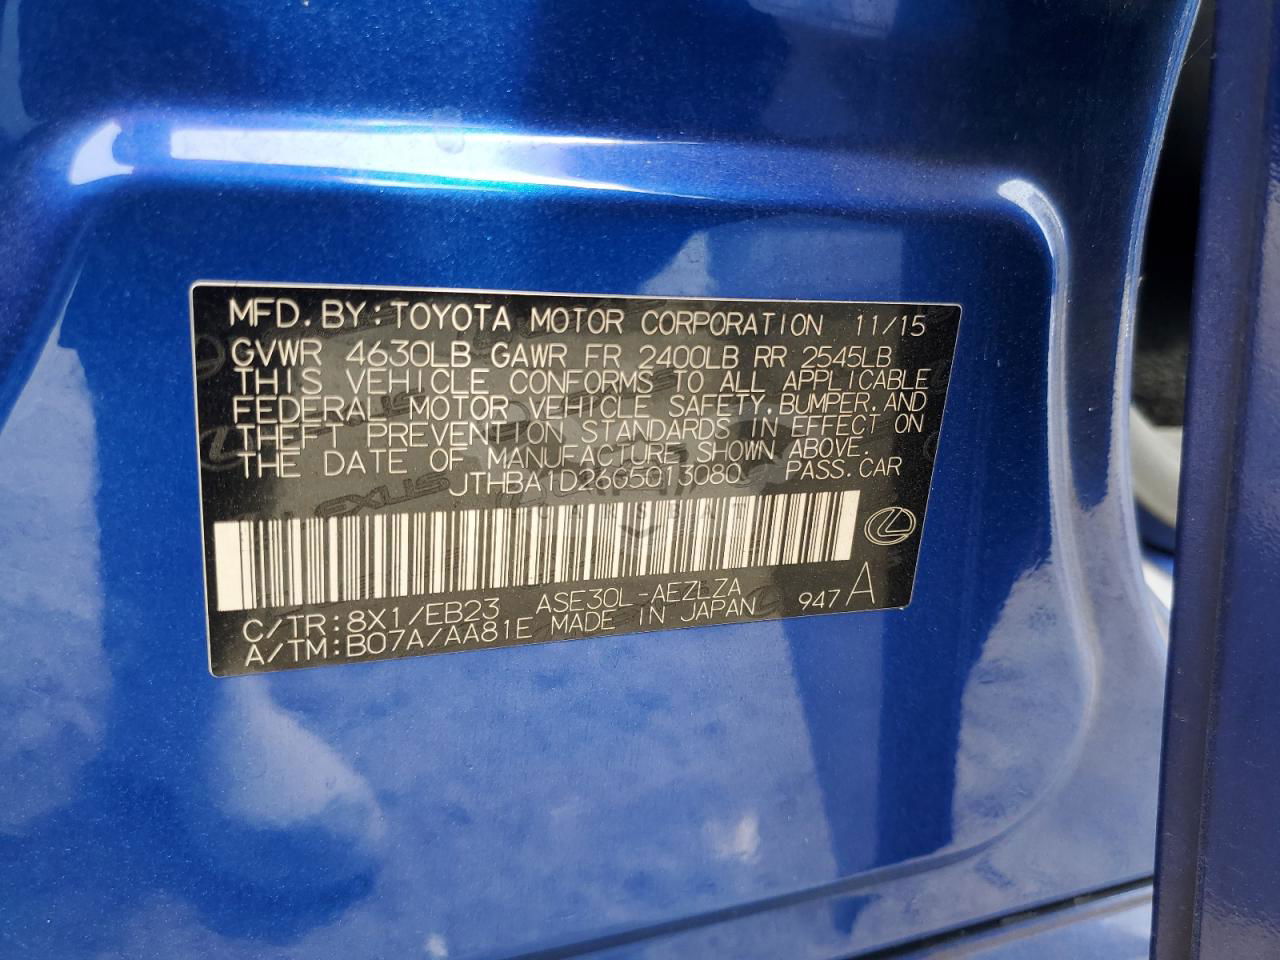 MFD. BY: TOYOTA MOTOR CORPORATION 11/15
GVWR 4630LB GAWR FR 2400LB RR 2545LB
THIS VEHICLE CONFORMS TO ALL APPLICABLE
FEDERAL MOTOR VEHICLE SAFETY, BUMPER, AND
THEFT PREVENTION STANDARDS IN EFFECT ON
THE DATE OF MANUFACTURE SHOWN ABOVE.
JTHBA1D26G5013080 PASS. CAR
C/TR: 8X1/EB23 ASE30L-AEZLZA 947 A
A/TM: B07A/AA81E MADE IN JAPAN